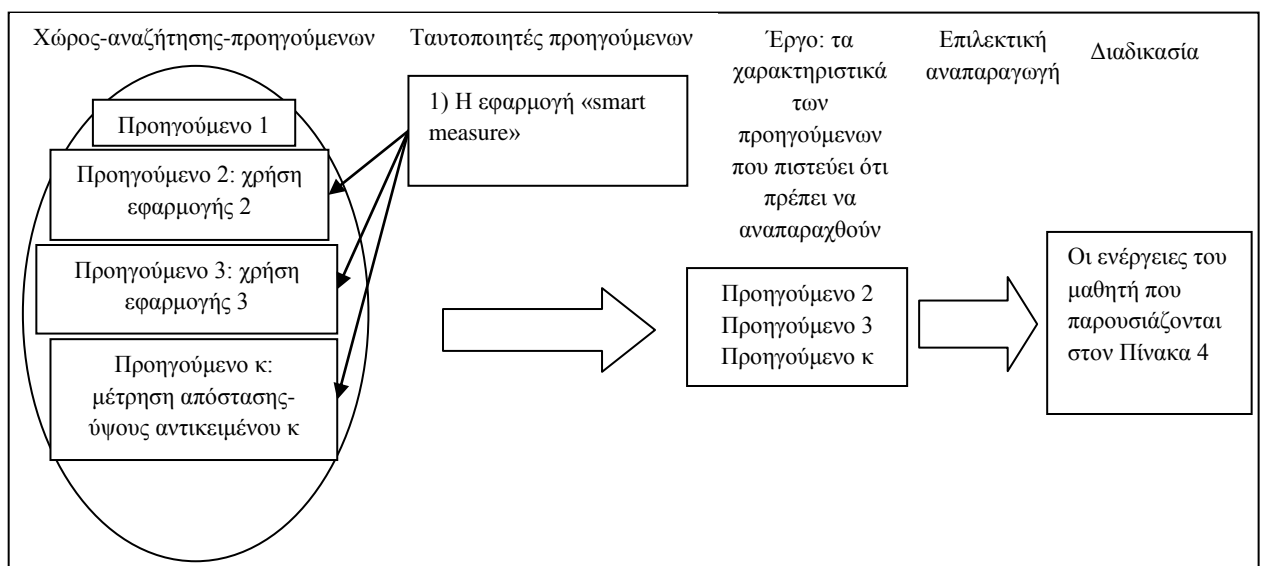 Χώρος-αναζήτησης-προηγούμενων
Προηγούμενο 1
Προηγούμενο 2: χρήση
εφαρμογής 2
Προηγούμενο 3: χρήση
εφαρμογής 3
Προηγούμενο κ:
μέτρηση απόστασης-
ύψους αντικειμένου κ
Ταυτοποιητές προηγούμενων
1) Η εφαρμογή «smart
measure»
Έργο: τα
χαρακτηριστικά
των
προηγούμενων
που πιστεύει ότι
πρέπει να
αναπαραχθούν
Προηγούμενο 2
Προηγούμενο 3
Προηγούμενο κ
Επιλεκτική
αναπαραγωγή
Διαδικασία
Οι ενέργειες του
μαθητή που
παρουσιάζονται
στον Πίνακα 4